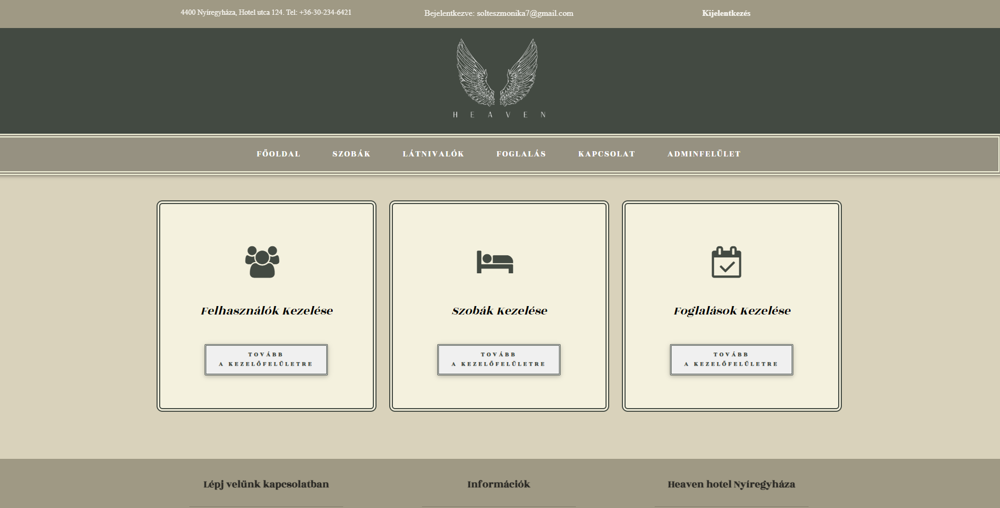 4400 Nyíregyháza, Hotel utca 124. Tel: +36-30-234-6421
Bejelentkezve: solteszmonika7@gmail.com
Kijelentkezés
HEAVEN
FŐOLDAL
SZOBÁK
LÁTNIVALÓK
FOGLALÁS
KAPCSOLAT
ADMINFELÜLET
Felhasználók Kezelése
TOVÁBB
A KEZELŐFELÜLETRE
Szobák Kezelése
TOVÁBB
A KEZELŐFELÜLETRE
Foglalások Kezelése
TOVÁBB
A KEZELŐFELÜLETRE
Lépj velünk kapcsolatban
Információk
Heaven hotel Nyíregyháza